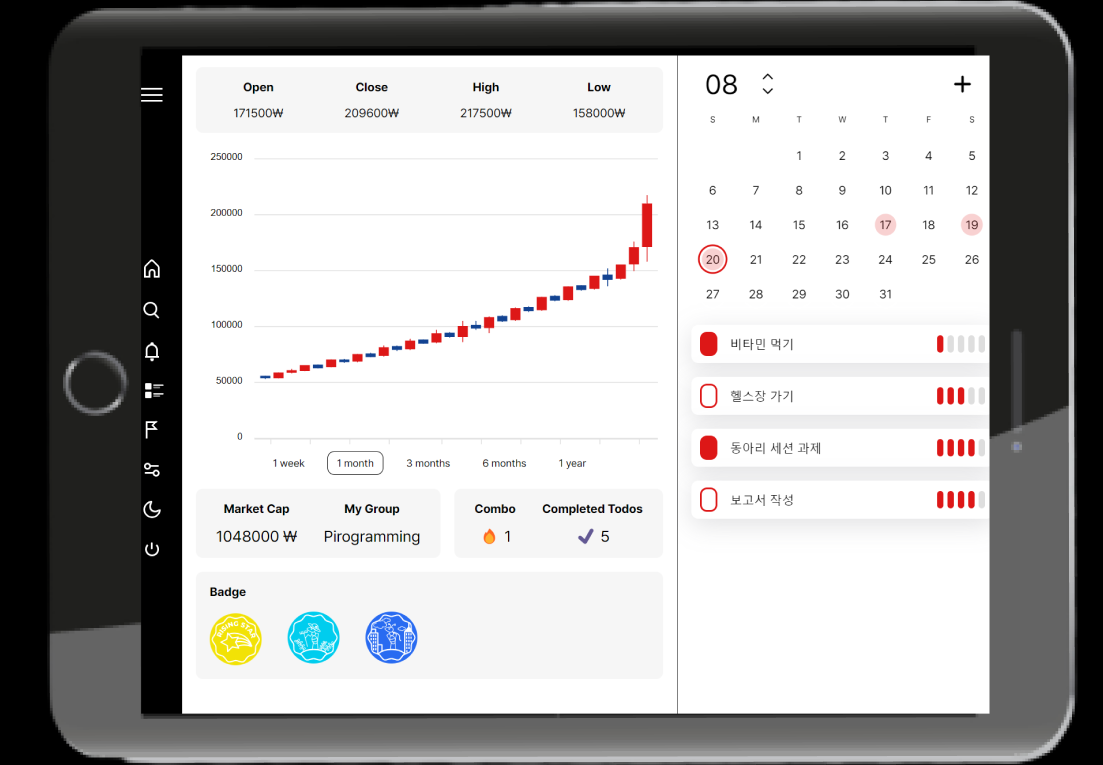 Open Close High Low
171500₩ 209600₩ 217500₩ 158000₩
250000
200000
150000
100000
50000
0
1 week 1 month 3 months 6 months 1 year
Market Cap My Group
1048000 ₩ Pirogramming
Combo Completed Todos
1 5
Badge
RISING STAR
08
S M T W T F S
1 2 3 4 5
6 7 8 9 10 11 12
13 14 15 16 17 18 19
20 21 22 23 24 25 26
27 28 29 30 31
비타민 먹기
헬스장 가기
동아리 세션 과제
보고서 작성